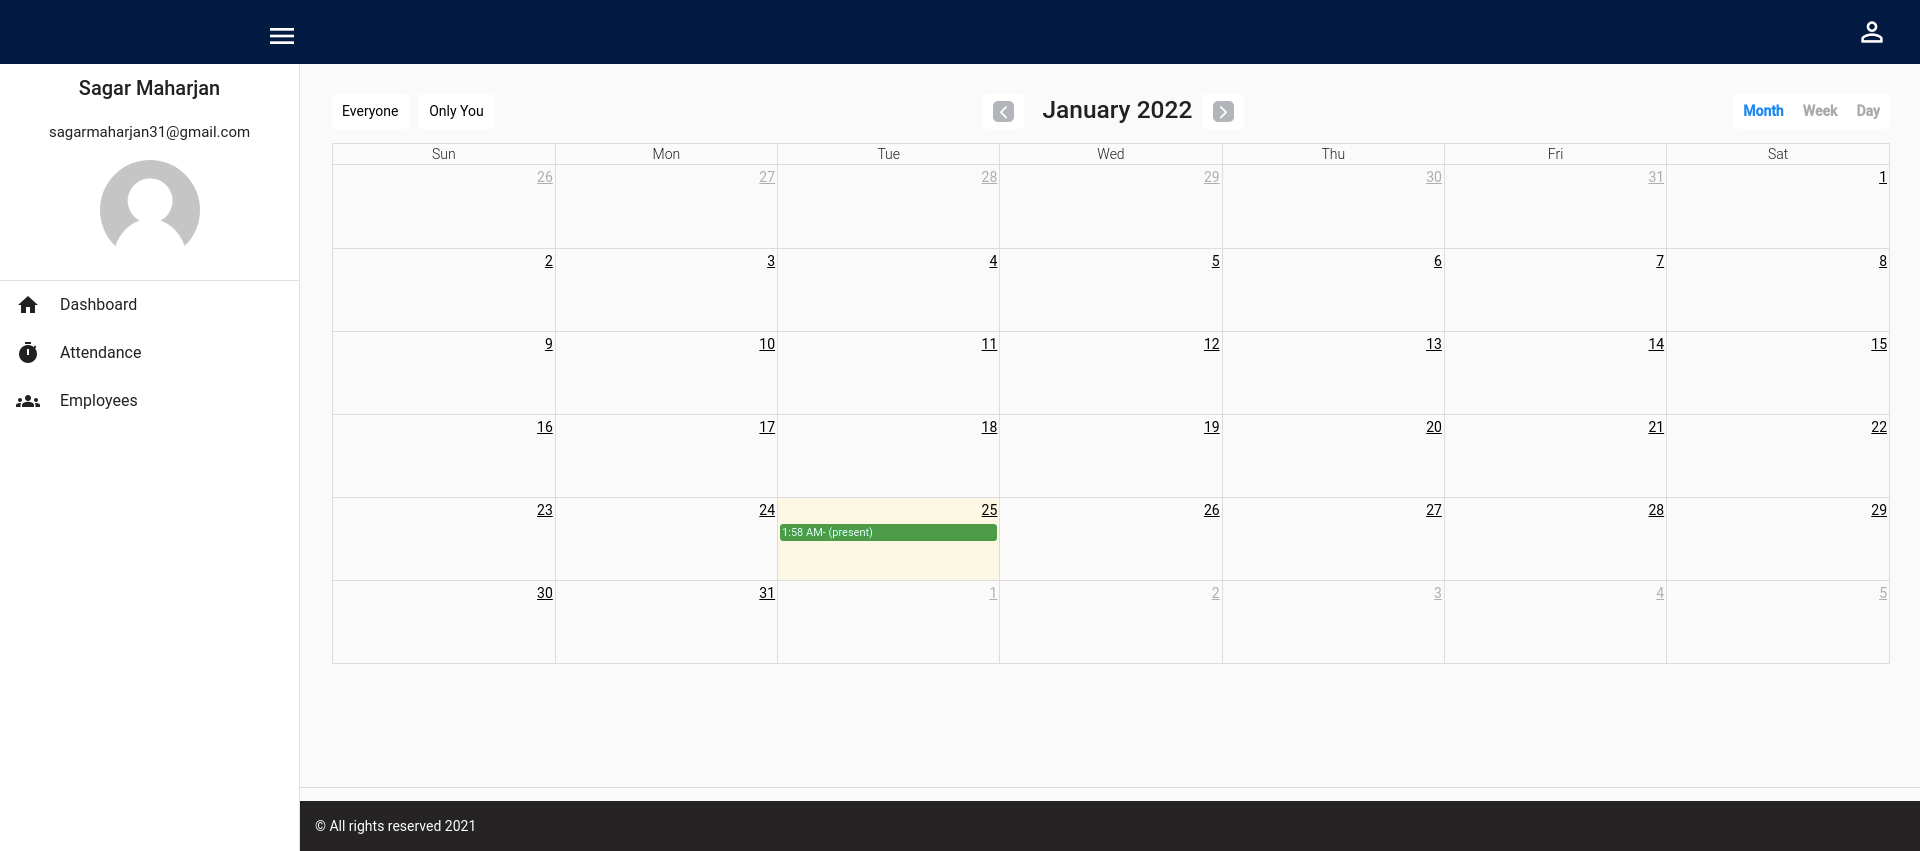 Sagar Maharjan
sagarmaharjan31@gmail.com
Dashboard
Attendance
Employees
Everyone Only You January 2022 Month Week Day
Sun Mon Tue Wed Thu Fri Sat
26 27 28 29 30 31 1
2 3 4 5 6 7 8
9 10 11 12 13 14 15
16 17 18 19 20 21 22
23 24 25 26 27 28 29
1:58 AM- (present)
30 31 1 2 3 4 5
© All rights reserved 2021